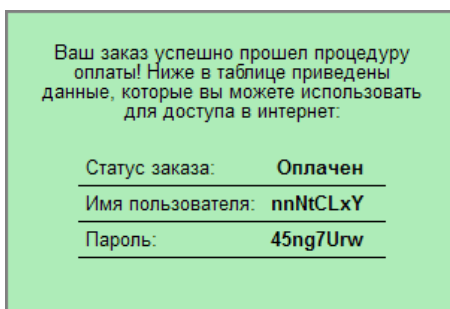 Ваш заказ успешно прошел процедуру
оплаты! Ниже в таблице приведены
данные, которые вы можете использовать
для доступа в интернет:
Статус заказа: Оплачен
Имя пользователя: nnNtCLxY
Пароль: 45ng7Urw